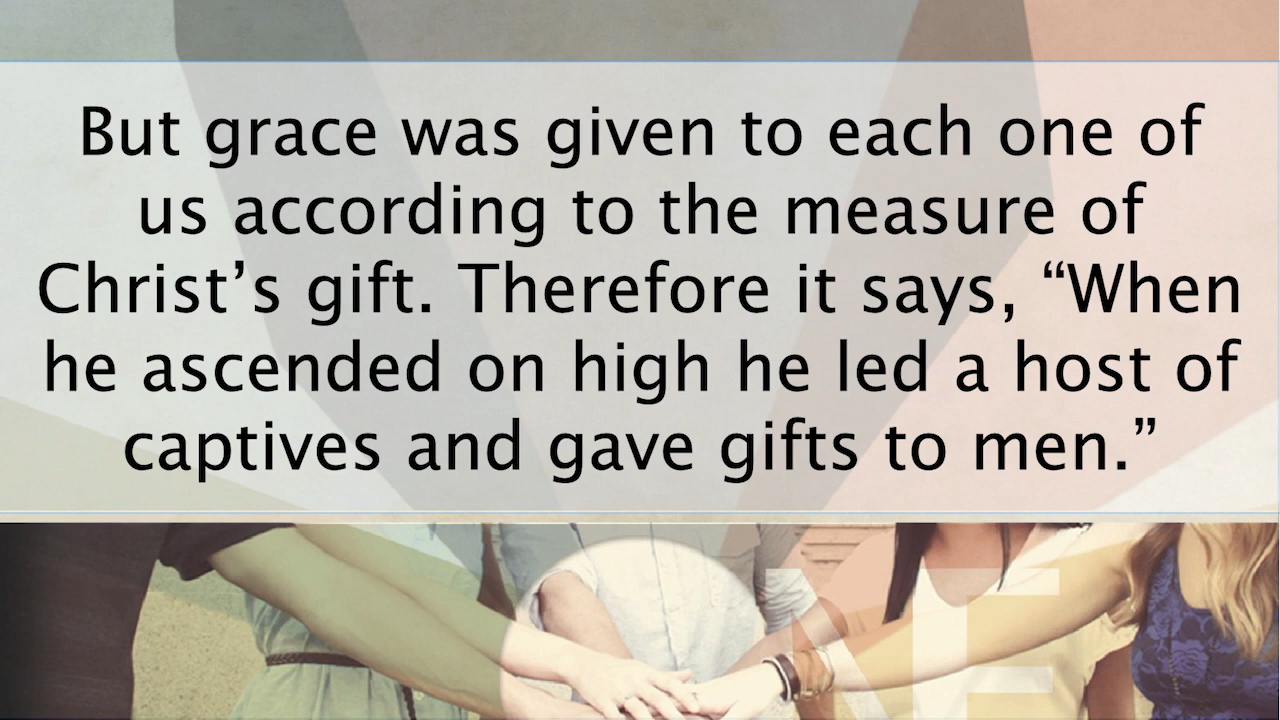 But grace was given to each one of
us according to the measure of
Christ’s gift. Therefore it says, “When
he ascended on high he led a host of
captives and gave gifts to men.”
NE